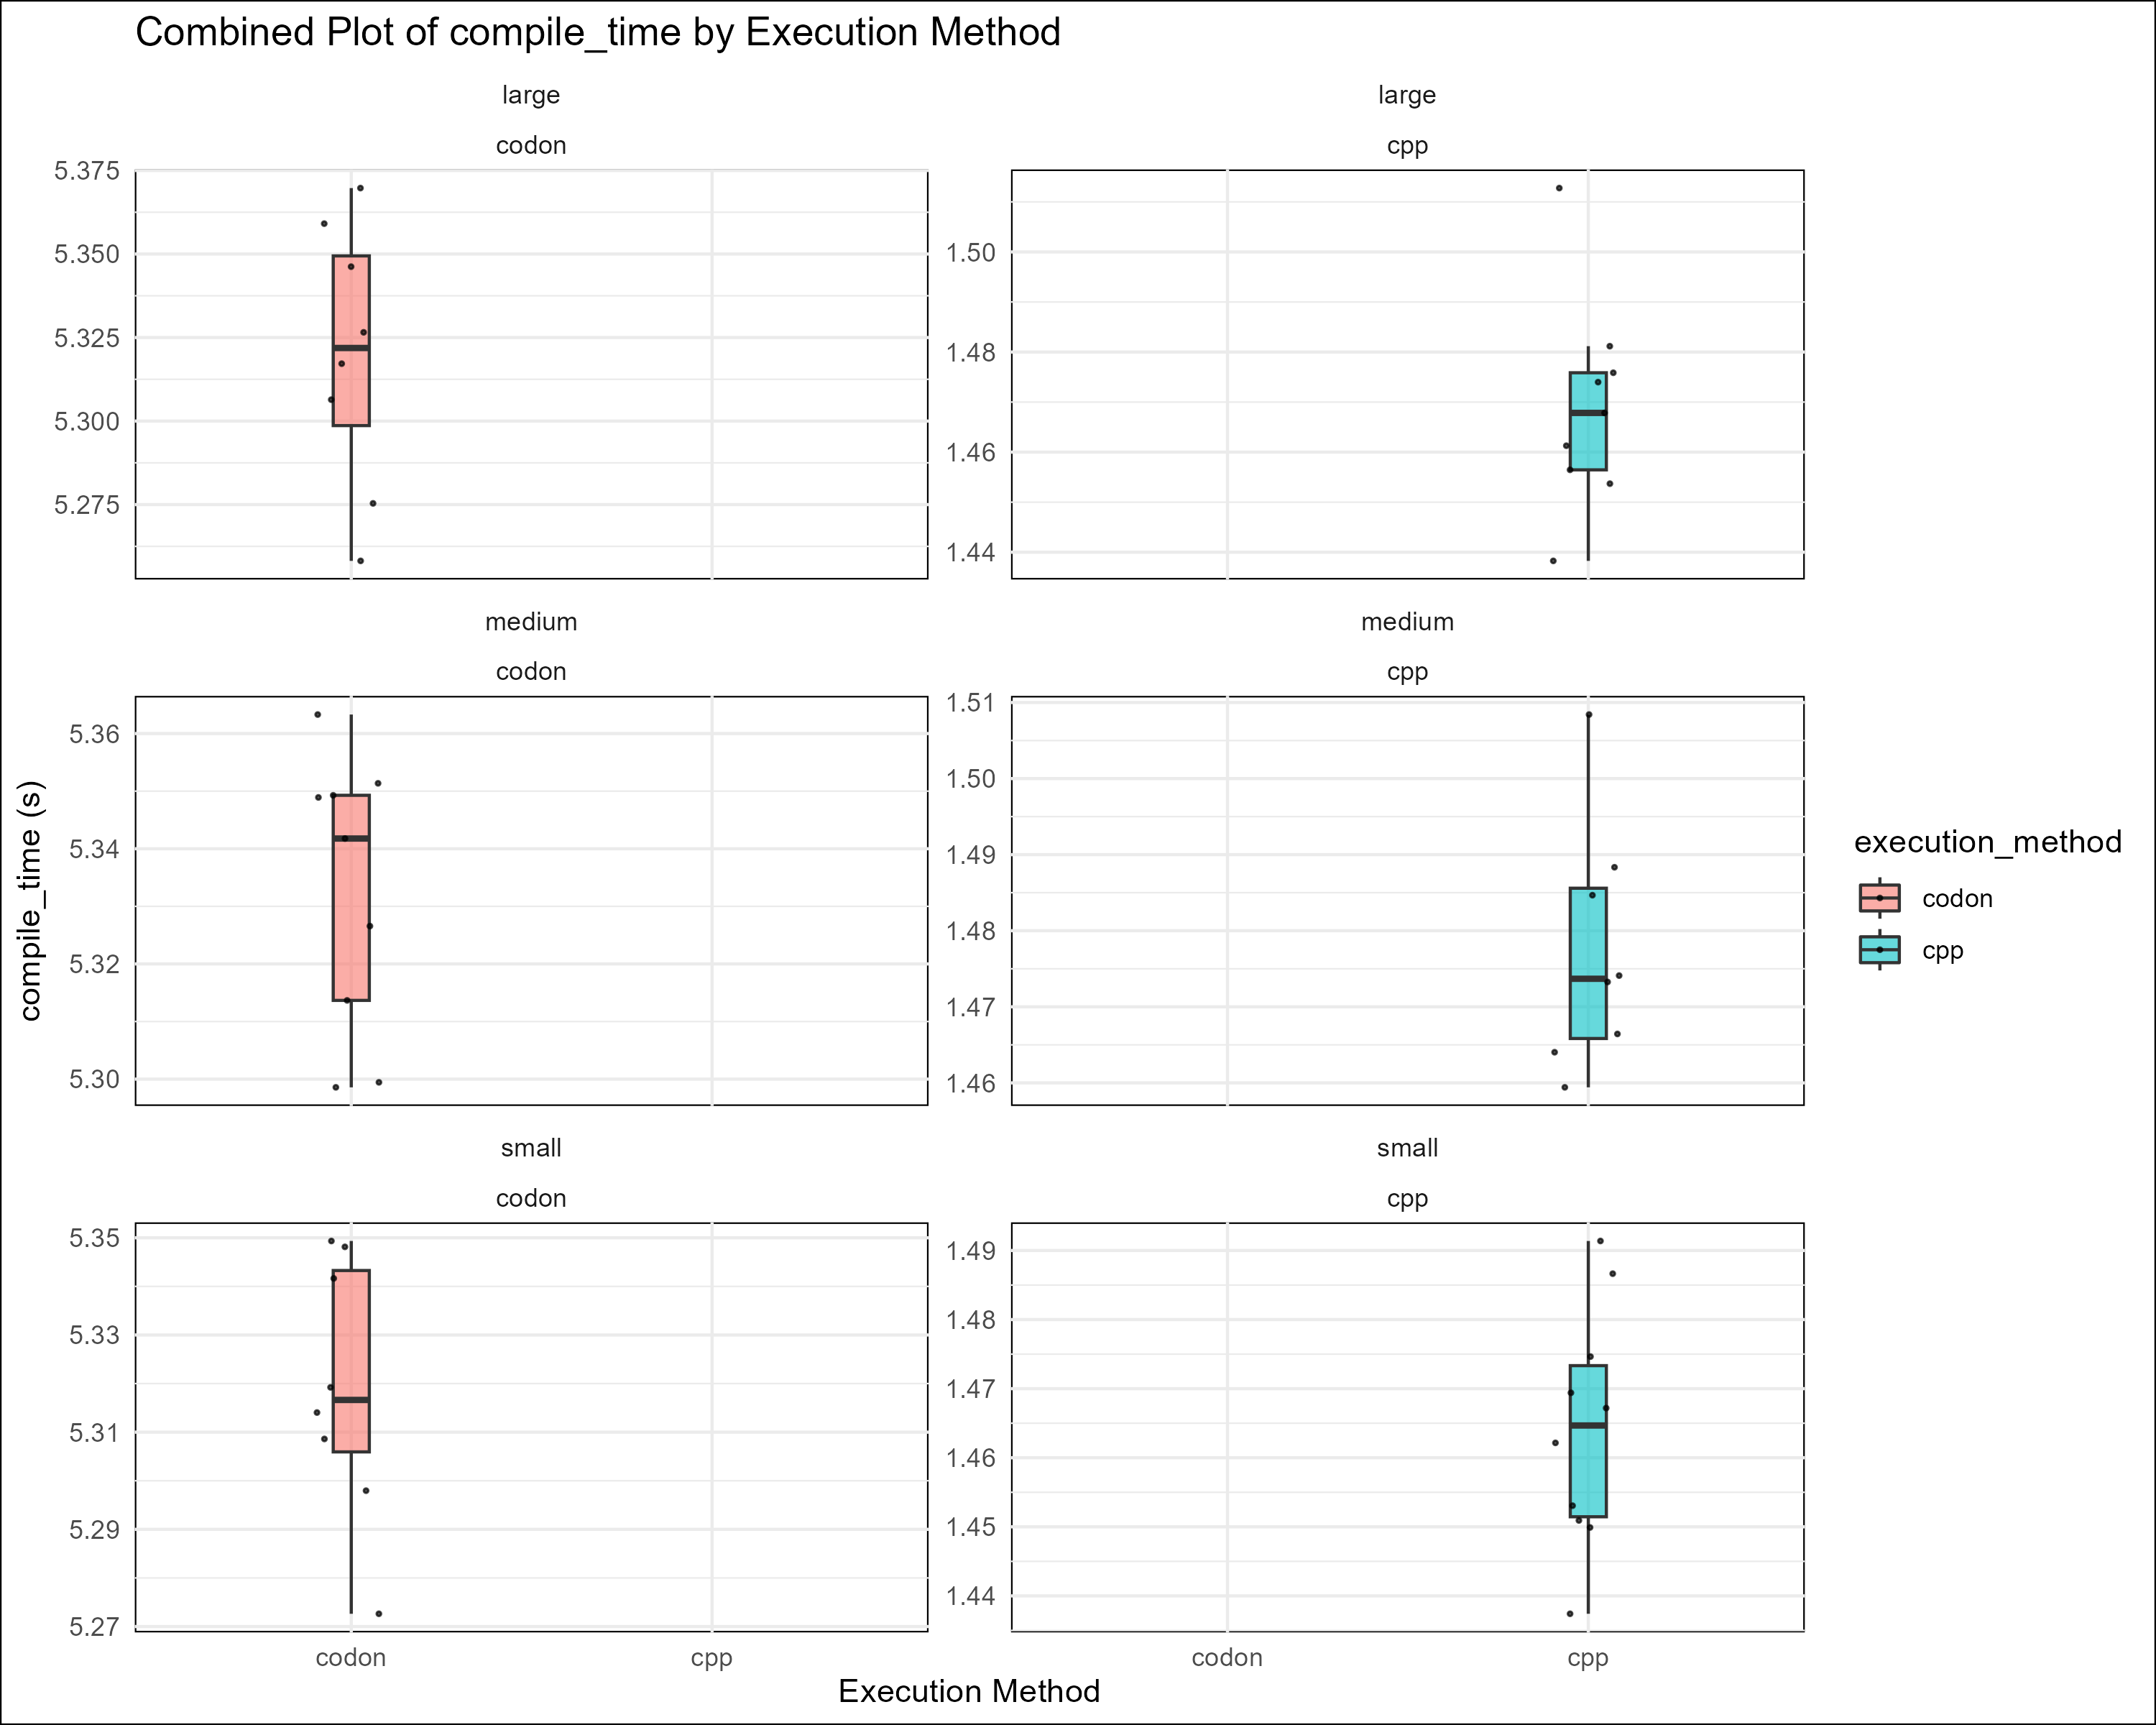 Combined Plot of compile_time by Execution Method
large
codon
5.375
5.350
5.325
5.300
5.275
large
cpp
1.50
1.48
1.46
1.44
medium
codon
5.36
5.34
5.32
5.30
medium
cpp
1.51
1.50
1.49
1.48
1.47
1.46
small
codon
5.35
5.33
5.31
5.29
5.27
small
cpp
1.49
1.48
1.47
1.46
1.45
1.44
codon
cpp
codon
cpp
Execution Method
compile_time (s)
execution_method
codon
cpp